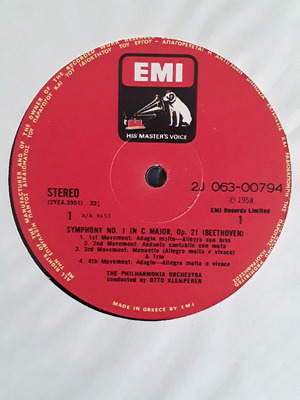 EMI
HIS MASTER'S VOICE
STEREO
(2YEA.2951) 33⅓
1 A/A 4653
2J 063-00794
℗ 1958
EMI Records Limited
1
SYMPHONY NO. 1 IN C MAJOR, Op. 21 (BEETHOVEN)
1. 1st Movement: Adagio molto—Allegro con brio
2. 2nd Movement: Andante cantabile con moto
3. 3rd Movement: Menuetto (Allegro molto e vivace)
& Trio
4. 4th Movement: Adagio—Allegro molto e vivace
THE PHILHARMONIA ORCHESTRA
conducted by OTTO KLEMPERER
MADE IN GREECE BY EMI